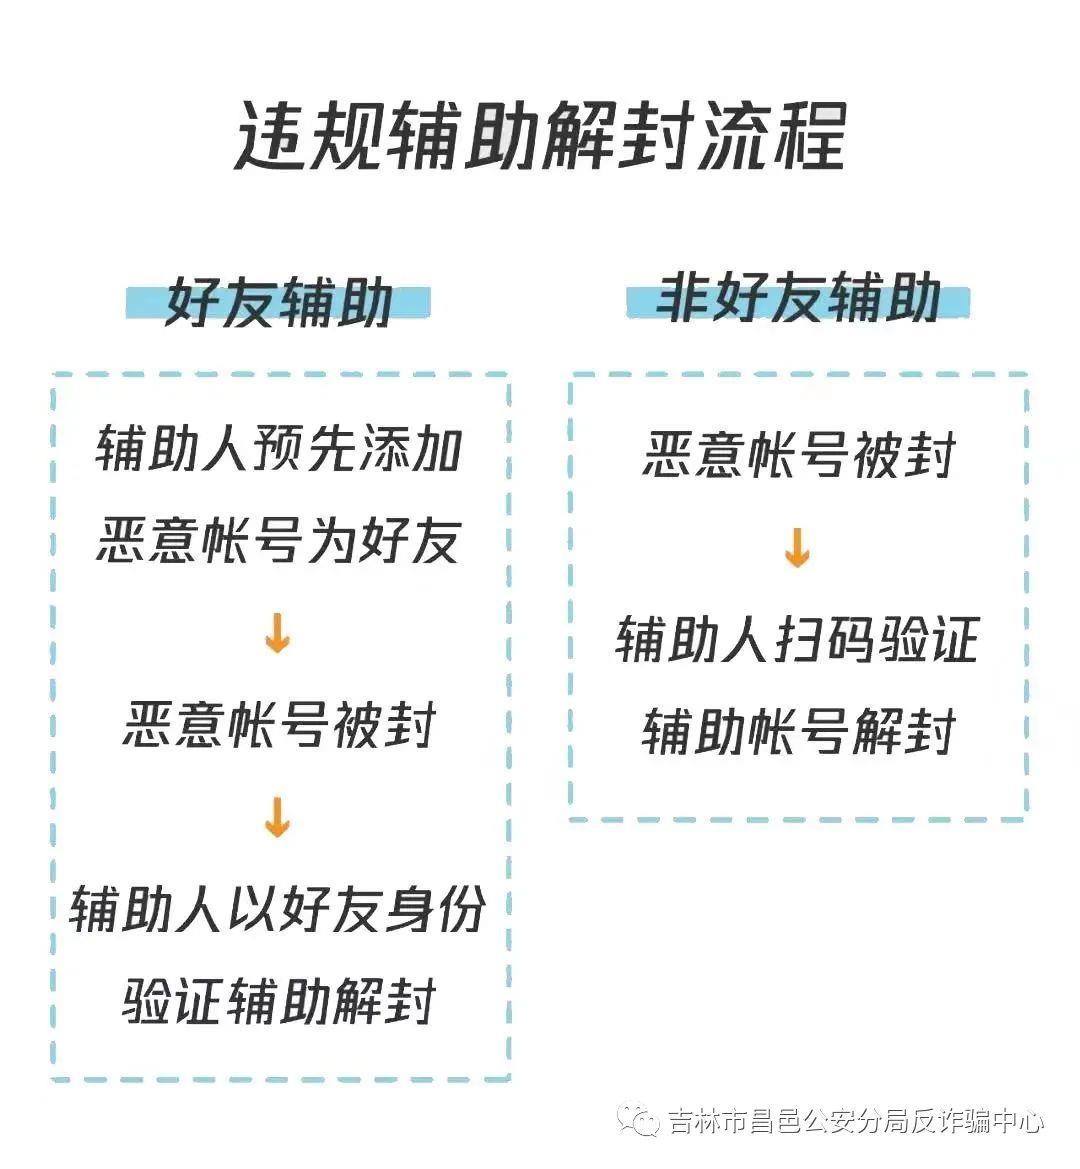 违规辅助解封流程
好友辅助
辅助人预先添加
恶意帐号为好友
恶意帐号被封
辅助人以好友身份
验证辅助解封
非好友辅助
恶意帐号被封
辅助人扫码验证
辅助帐号解封
吉林市昌邑公安分局反诈骗中心